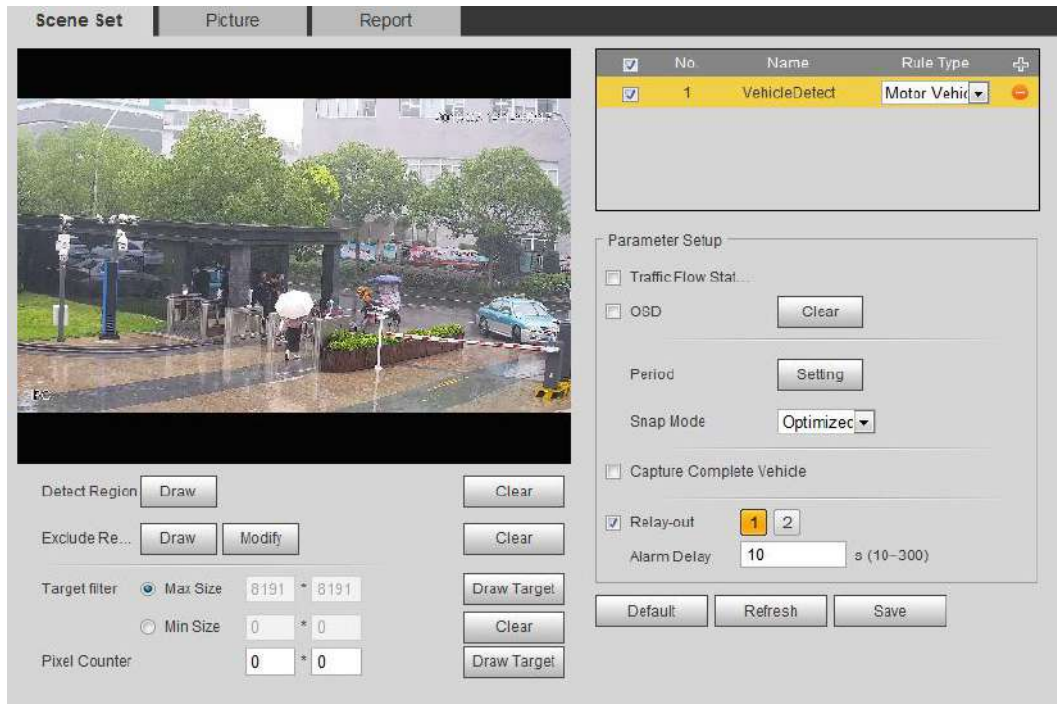 Scene Set Picture Report
No. Name Rule Type
1 VehicleDetect Motor Vehic
Parameter Setup
Traffic Flow Stat...
OSD Clear
Period Setting
Snap Mode Optimized
Capture Complete Vehicle
Relay-out 1 2
Alarm Delay 10 s (10~300)
Default Refresh Save
Detect Region Draw Clear
Exclude Re... Draw Modify Clear
Target filter Max Size 8191 * 8191 Draw Target
Min Size 0 * 0 Clear
Pixel Counter 0 * 0 Draw Target